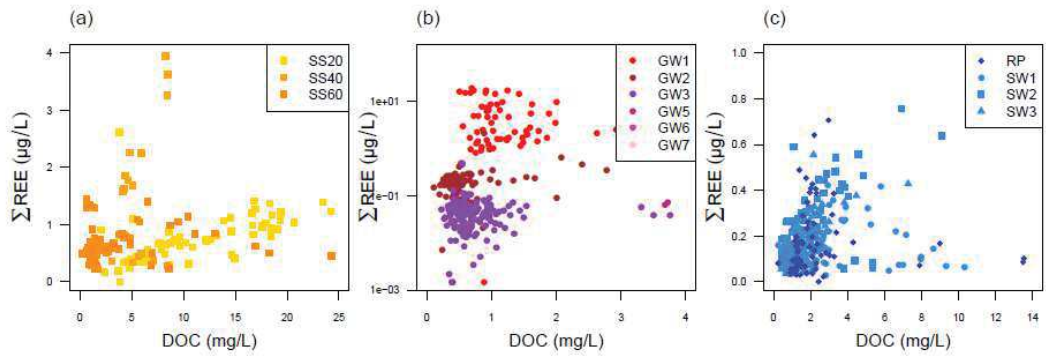 (a)
(b)
(c)
SS20
SS40
SS60
∑REE (µg/L)
4
3
2
1
0
0 5 10 15 20 25
DOC (mg/L)
GW1
GW2
GW3
GW5
GW6
GW7
∑REE (µg/L)
1e+01
1e−01
1e−03
0 1 2 3 4
DOC (mg/L)
RP
SW1
SW2
SW3
∑REE (µg/L)
1.0
0.8
0.6
0.4
0.2
0.0
0 2 4 6 8 10 12 14
DOC (mg/L)